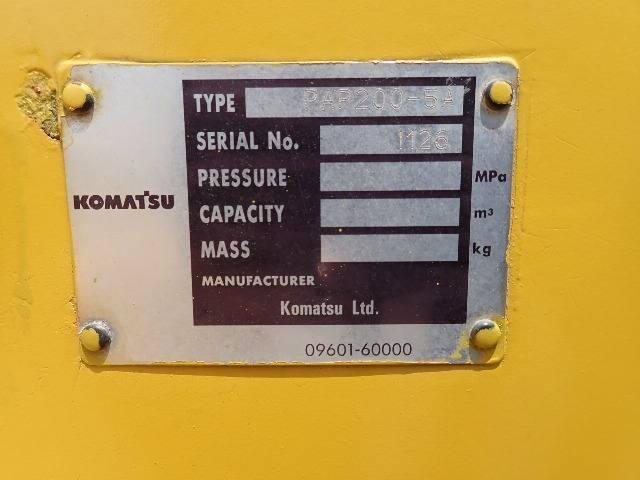 TYPE PAP200-5A
SERIAL No. 1126
PRESSURE MPa
KOMATSU
CAPACITY m³
MASS kg
MANUFACTURER
Komatsu Ltd.
09601-60000